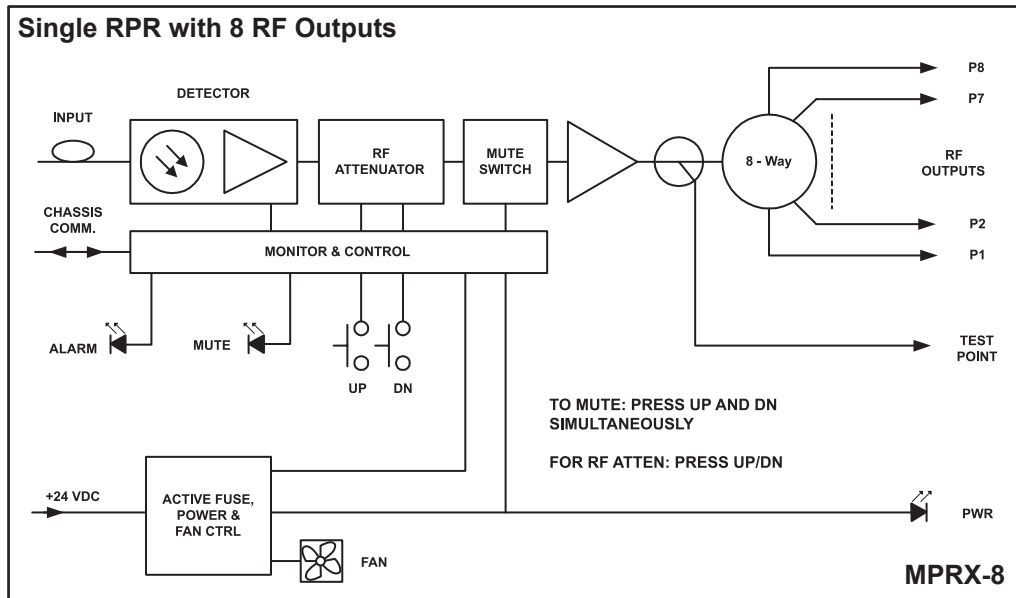 Single RPR with 8 RF Outputs
DETECTOR
INPUT
RF
ATTENUATOR
MUTE
SWITCH
8 - Way
P8
P7
RF
OUTPUTS
P2
P1
CHASSIS
COMM.
MONITOR & CONTROL
ALARM
MUTE
UP
DN
TEST
POINT
TO MUTE: PRESS UP AND DN
SIMULTANEOUSLY
FOR RF ATTEN: PRESS UP/DN
+24 VDC
ACTIVE FUSE,
POWER &
FAN CTRL
FAN
PWR
MPRX-8